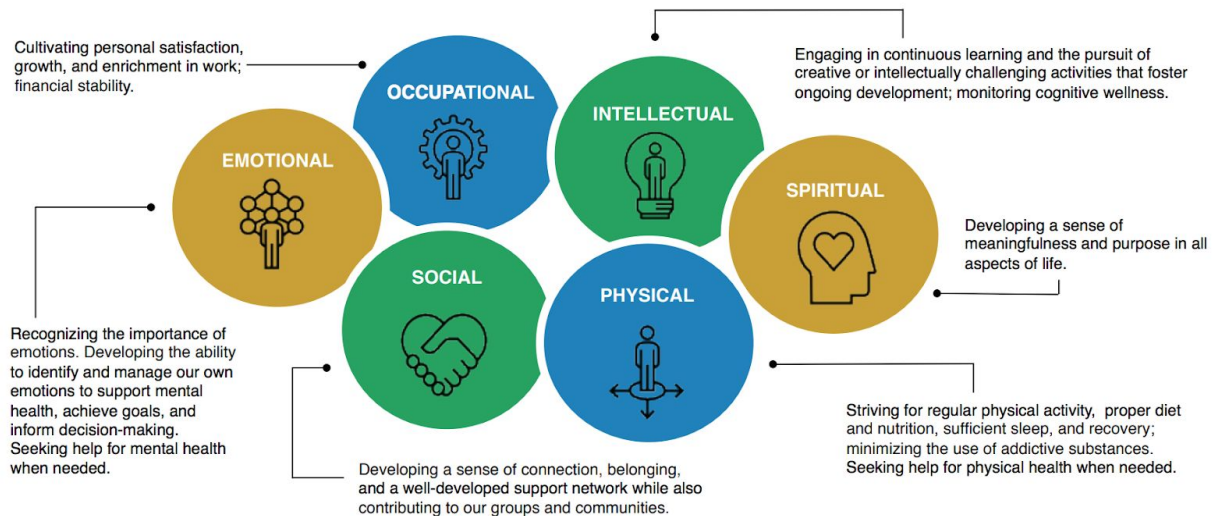 Cultivating personal satisfaction,
growth, and enrichment in work;
financial stability.
OCCUPATIONAL
Engaging in continuous learning and the pursuit of
creative or intellectually challenging activities that foster
ongoing development; monitoring cognitive wellness.
INTELLECTUAL
EMOTIONAL
SPIRITUAL
Developing a sense of
meaningfulness and purpose in all
aspects of life.
SOCIAL
PHYSICAL
Recognizing the importance of
emotions. Developing the ability
to identify and manage our own
emotions to support mental
health, achieve goals, and
inform decision-making.
Seeking help for mental health
when needed.
Developing a sense of connection, belonging,
and a well-developed support network while also
contributing to our groups and communities.
Striving for regular physical activity, proper diet
and nutrition, sufficient sleep, and recovery;
minimizing the use of addictive substances.
Seeking help for physical health when needed.